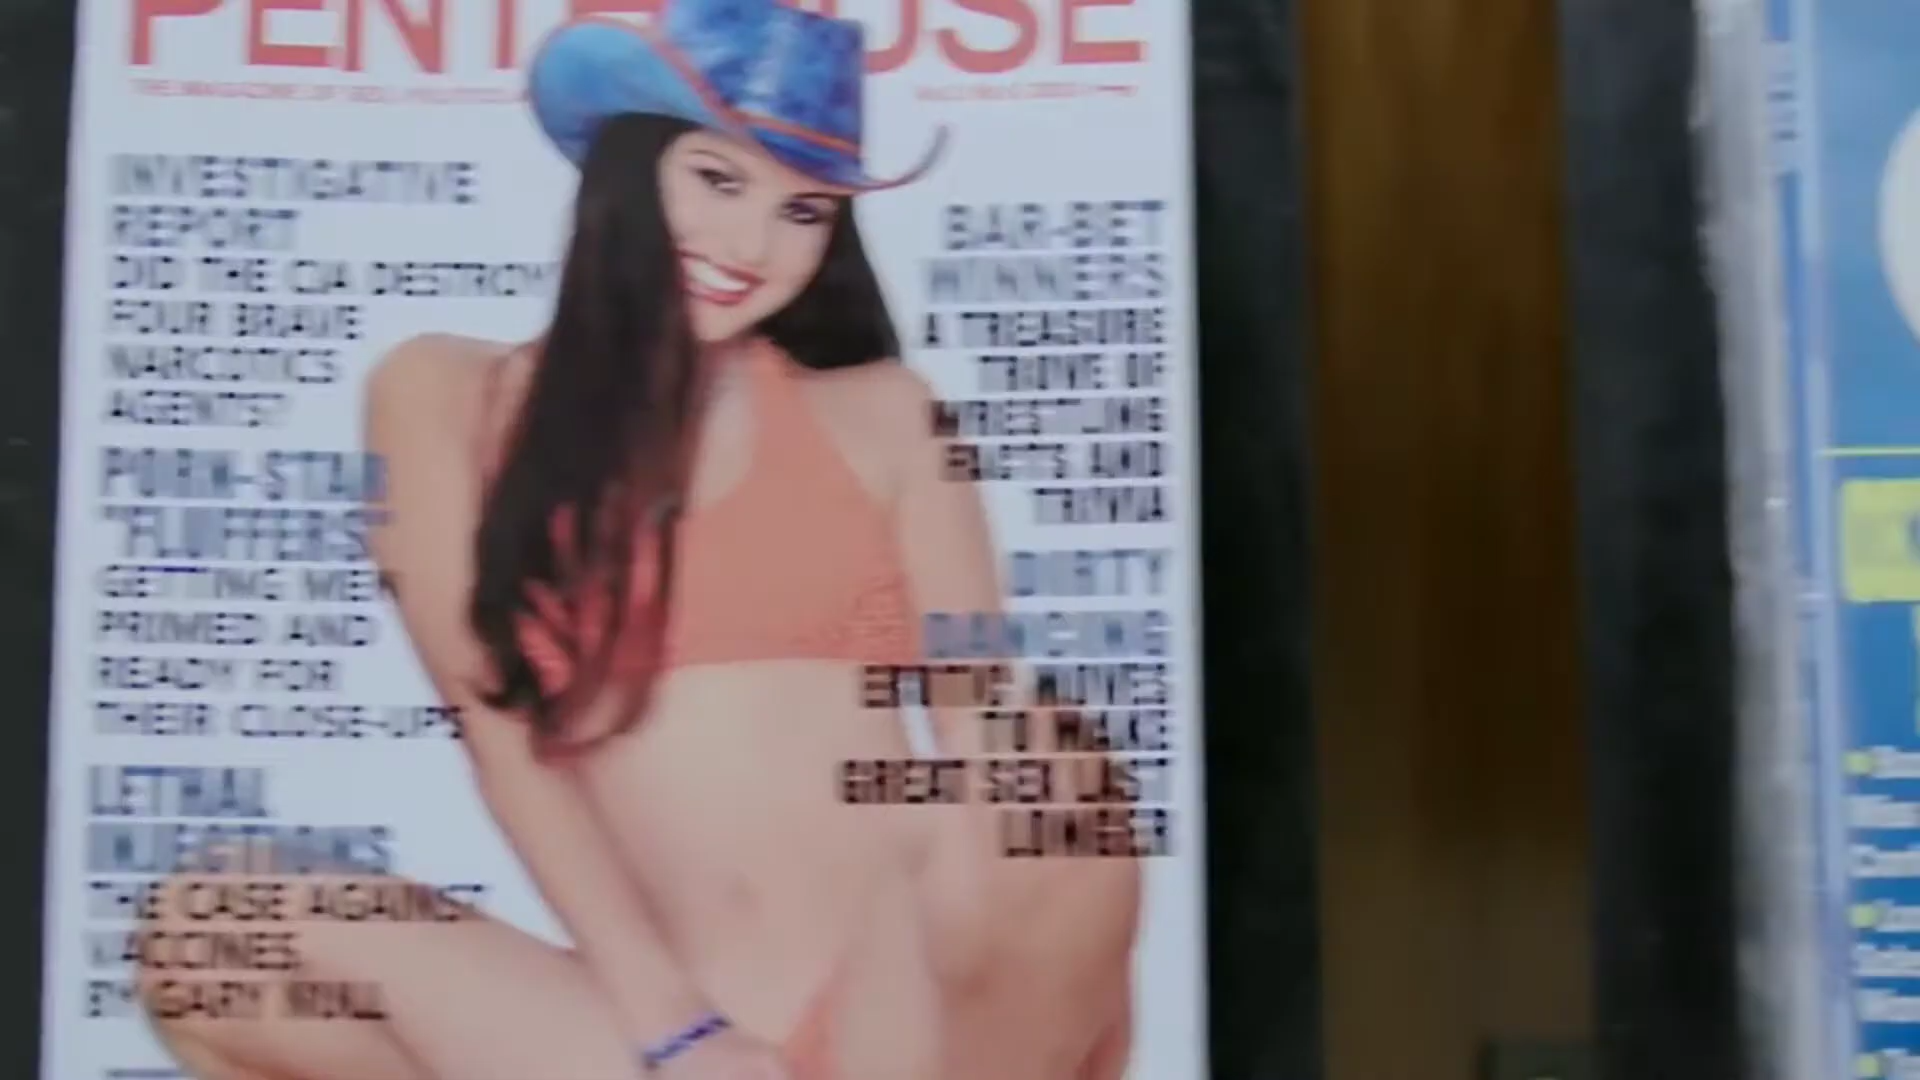 PENTHOUSE
INVESTIGATIVE
REPORT
DID THE CIA DESTROY
FOUR BRAVE
NARCOTICS
AGENTS?
PORN-STAR
"FLUFFERS"
GETTING MEN
PRIMED AND
READY FOR
THEIR CLOSE-UPS
LETHAL
INJECTIONS
THE CASE AGAINST
VACCINES
BY GARY NULL
BAR-BET
WINNERS
A TREASURE
TROVE OF
WRESTLING
FACTS AND
TRIVIA
DIRTY
DANCING
EROTIC MOVES
TO MAKE
GREAT SEX LAST
LONGER